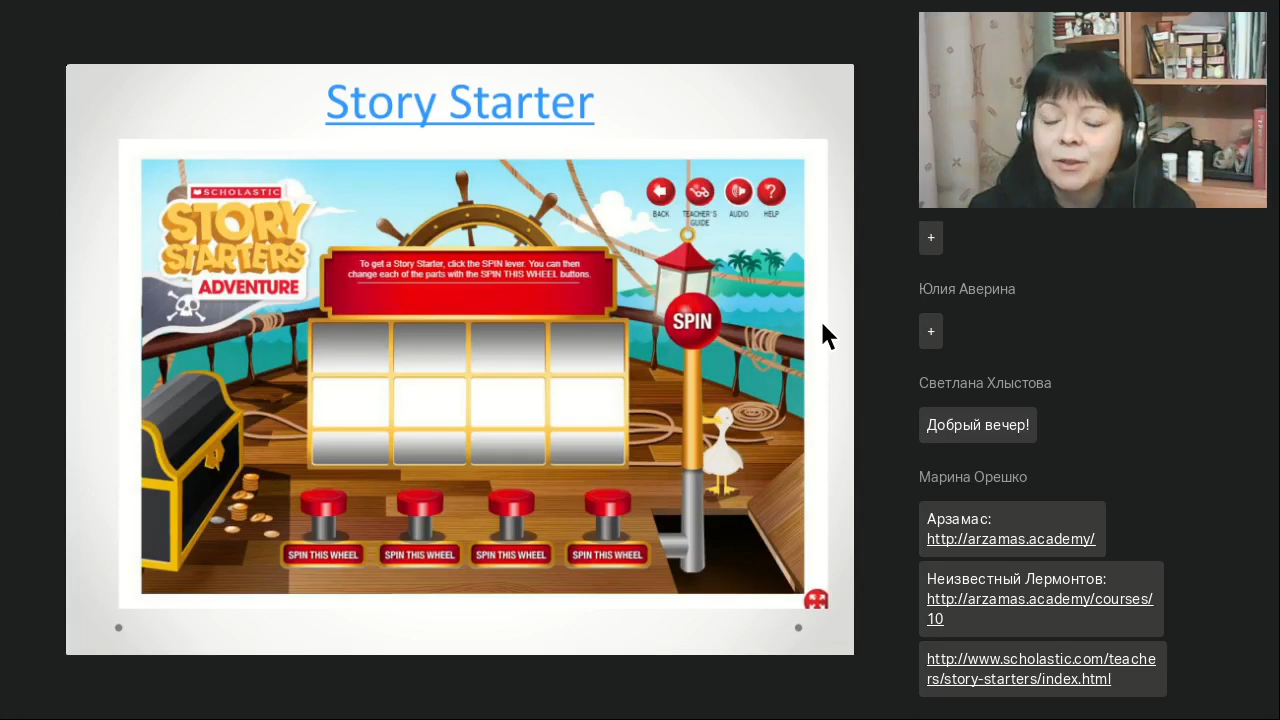 Story Starter
SCHOLASTIC
STORY
STARTERS
ADVENTURE
BACK
TEACHER'S
GUIDE
AUDIO
HELP
To get a Story Starter, click the SPIN lever. You can then
change each of the parts with the SPIN THIS WHEEL buttons.
SPIN
SPIN THIS WHEEL
SPIN THIS WHEEL
SPIN THIS WHEEL
SPIN THIS WHEEL
+
Юлия Аверина
+
Светлана Хлыстова
Добрый вечер!
Марина Орешко
Арзамас:
http://arzamas.academy/
Неизвестный Лермонтов:
http://arzamas.academy/courses/
10
http://www.scholastic.com/teache
rs/story-starters/index.html